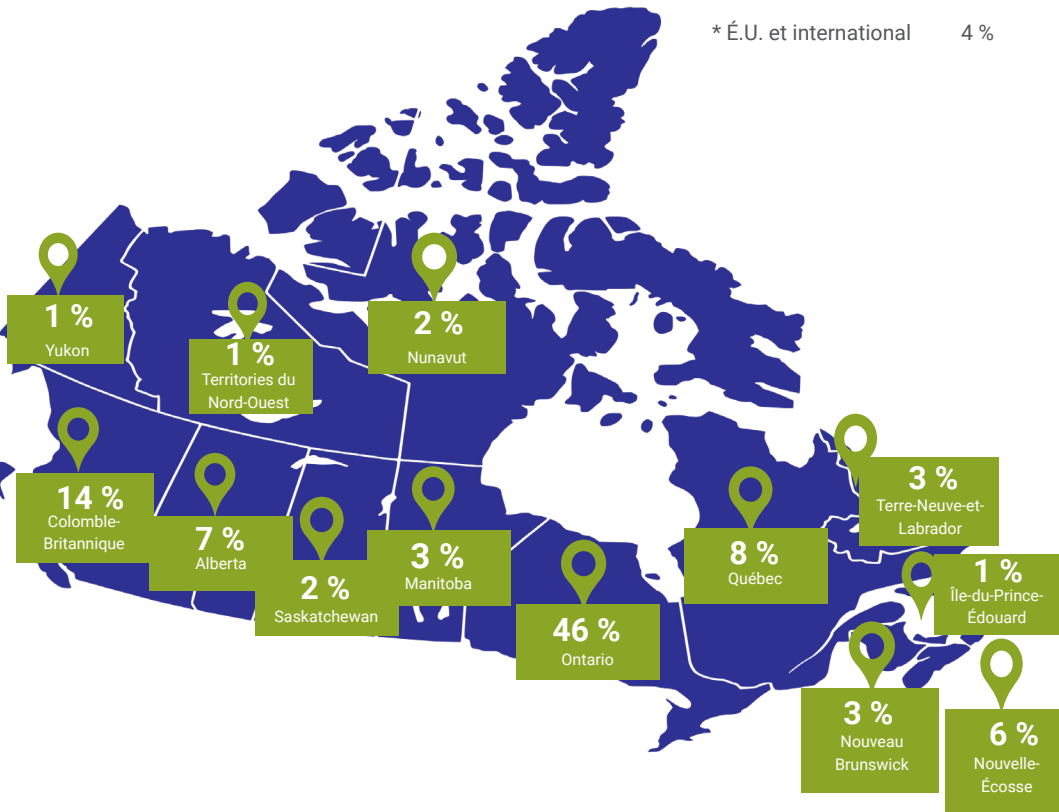 * É.U. et international 4 %
1 %
Yukon
1 %
Territories du
Nord-Ouest
2 %
Nunavut
14 %
Colomble-
Britannique
7 %
Alberta
2 %
Saskatchewan
3 %
Manitoba
46 %
Ontario
8 %
Québec
3 %
Terre-Neuve-et-
Labrador
1 %
Île-du-Prince-
Édouard
3 %
Nouveau
Brunswick
6 %
Nouvelle-
Écosse